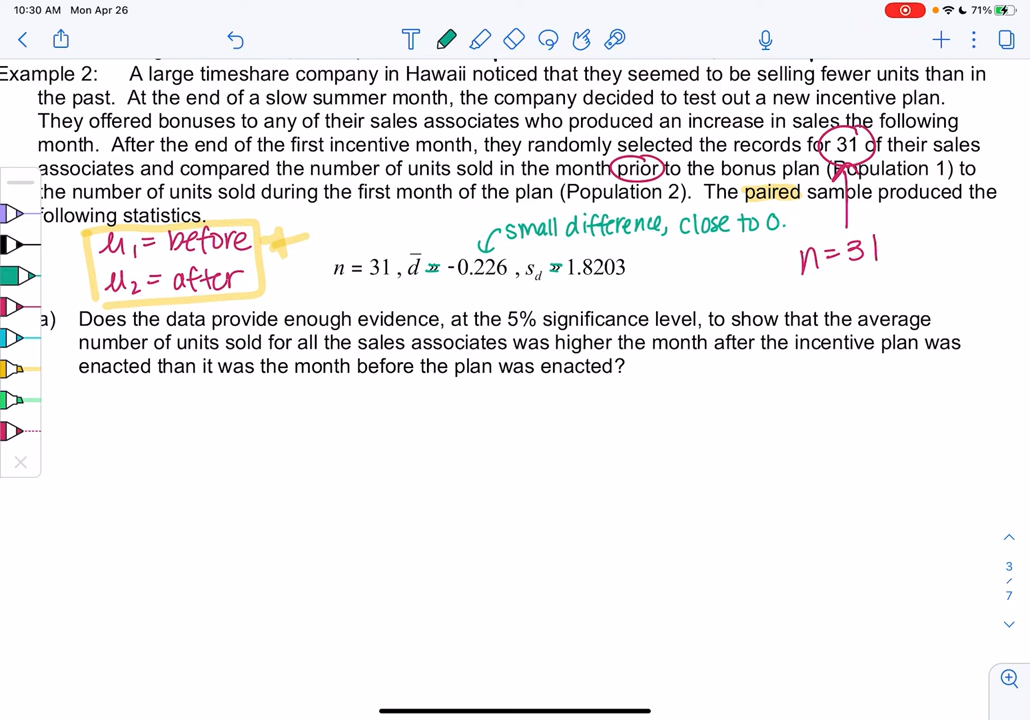 10:30 AM Mon Apr 26
71%
Example 2: A large timeshare company in Hawaii noticed that they seemed to be selling fewer units than in
the past. At the end of a slow summer month, the company decided to test out a new incentive plan.
They offered bonuses to any of their sales associates who produced an increase in sales the following
month. After the end of the first incentive month, they randomly selected the records for 31 of their sales
associates and compared the number of units sold in the month prior to the bonus plan (Population 1) to
the number of units sold during the first month of the plan (Population 2). The paired sample produced the
following statistics.
small difference, close to 0.
μ₁ = before
μ₂ = after
n = 31 , d̄ ≈ -0.226 , s_d ≈ 1.8203
n = 31
a) Does the data provide enough evidence, at the 5% significance level, to show that the average
number of units sold for all the sales associates was higher the month after the incentive plan was
enacted than it was the month before the plan was enacted?
3
/
7